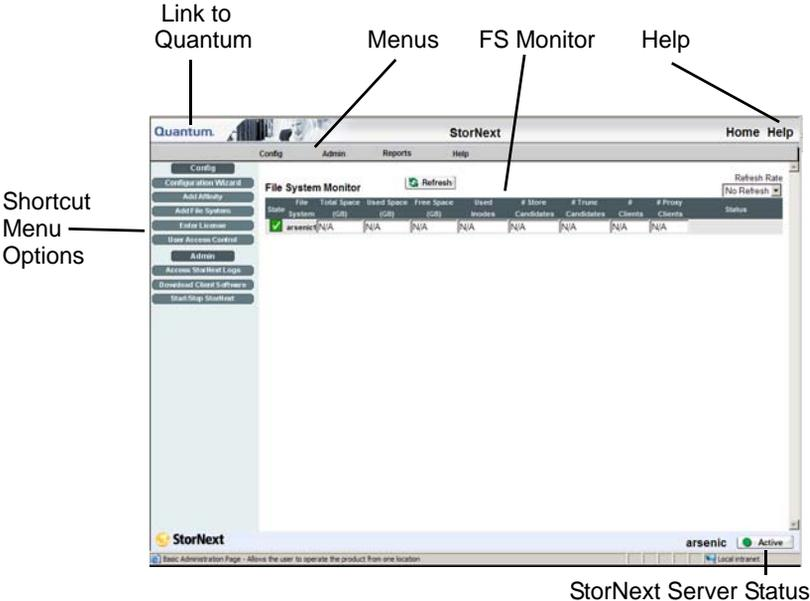 Link to
Quantum
Menus
FS Monitor
Help
Quantum.
StorNext
Home Help
Config Admin Reports Help
Shortcut
Menu
Options
Config
Configuration Wizard
Add Affinity
Add File System
Enter License
User Access Control
Admin
Access StorNext Logs
Download Client Software
Start/Stop StorNext
File System Monitor
Refresh
Refresh Rate
No Refresh
State File System Total Space (GB) Used Space (GB) Free Space (GB) Used Inodes # Store Candidates # Trunc Candidates # Clients # Proxy Clients Status
arsenict N/A N/A N/A N/A N/A N/A N/A N/A
StorNext
arsenic Active
Basic Administration Page - Allows the user to operate the product from one location
Local intranet
StorNext Server Status